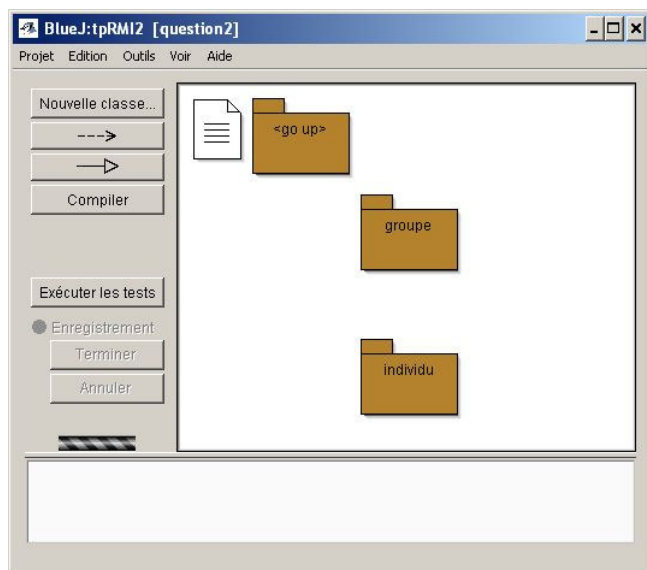 BlueJ:tpRMI2 [question2]
Projet Edition Outils Voir Aide
Nouvelle classe...
Compiler
Exécuter les tests
Enregistrement
Terminer
Annuler
<go up>
groupe
individu